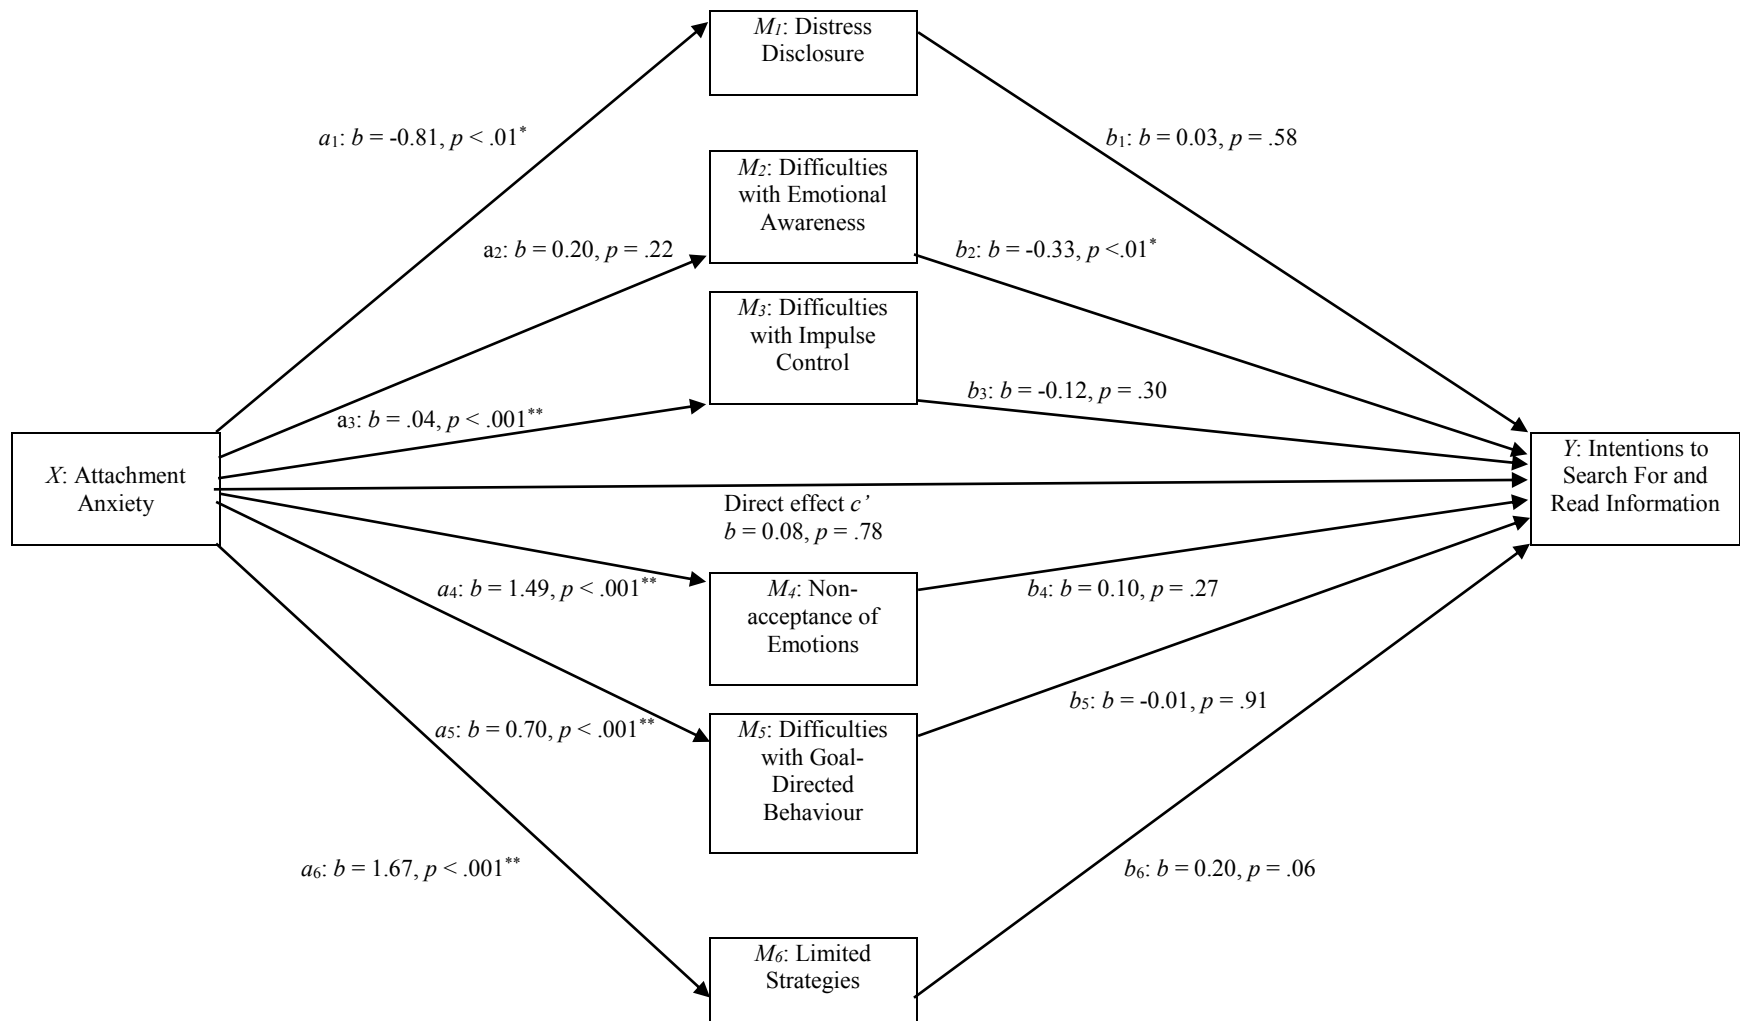 M1: Distress
Disclosure
a1: b = -0.81, p < .01*
b1: b = 0.03, p = .58
M2: Difficulties
with Emotional
Awareness
a2: b = 0.20, p = .22
b2: b = -0.33, p <.01*
M3: Difficulties
with Impulse
Control
a3: b = .04, p < .001**
b3: b = -0.12, p = .30
X: Attachment
Anxiety
Y: Intentions to
Search For and
Read Information
Direct effect c’
b = 0.08, p = .78
M4: Non-
acceptance of
Emotions
a4: b = 1.49, p < .001**
b4: b = 0.10, p = .27
M5: Difficulties
with Goal-
Directed
Behaviour
a5: b = 0.70, p < .001**
b5: b = -0.01, p = .91
a6: b = 1.67, p < .001**
b6: b = 0.20, p = .06
M6: Limited
Strategies